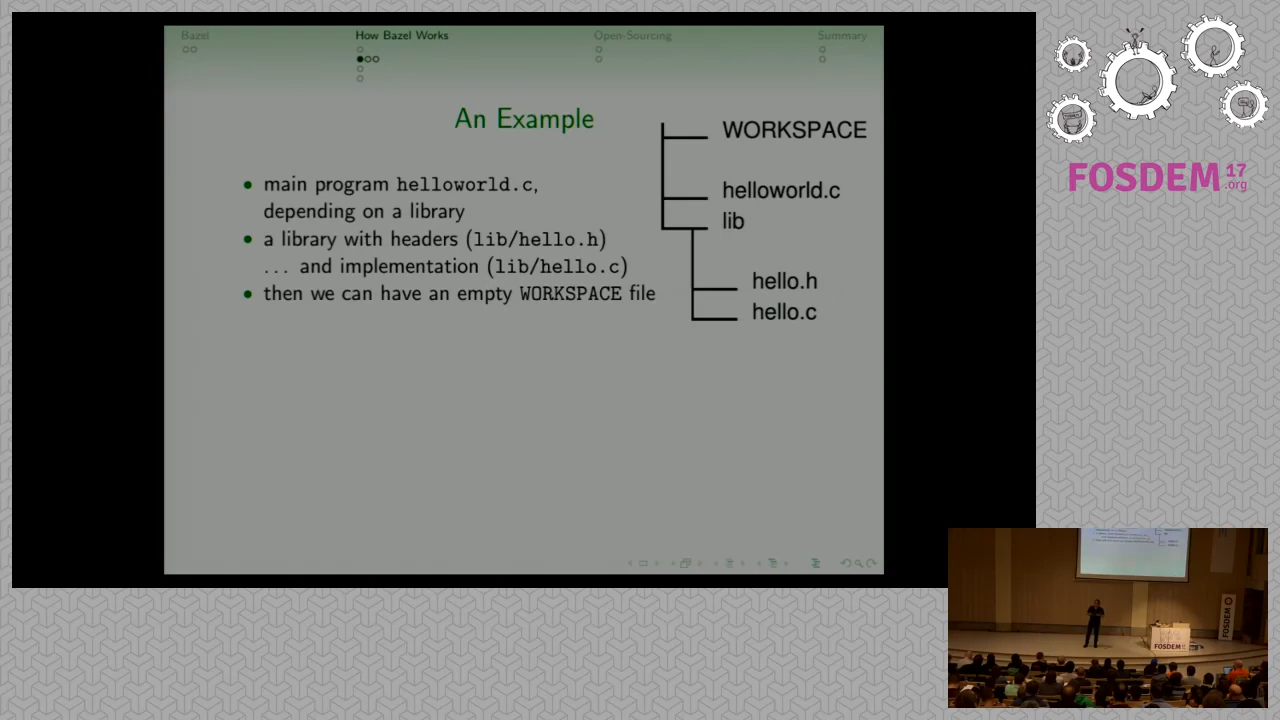 Bazel
How Bazel Works
Open-Sourcing
Summary
An Example
main program helloworld.c,
depending on a library
a library with headers (lib/hello.h)
... and implementation (lib/hello.c)
then we can have an empty WORKSPACE file
WORKSPACE
helloworld.c
lib
hello.h
hello.c
FOSDEM 17
.org
FOSDEM
FOSDEM